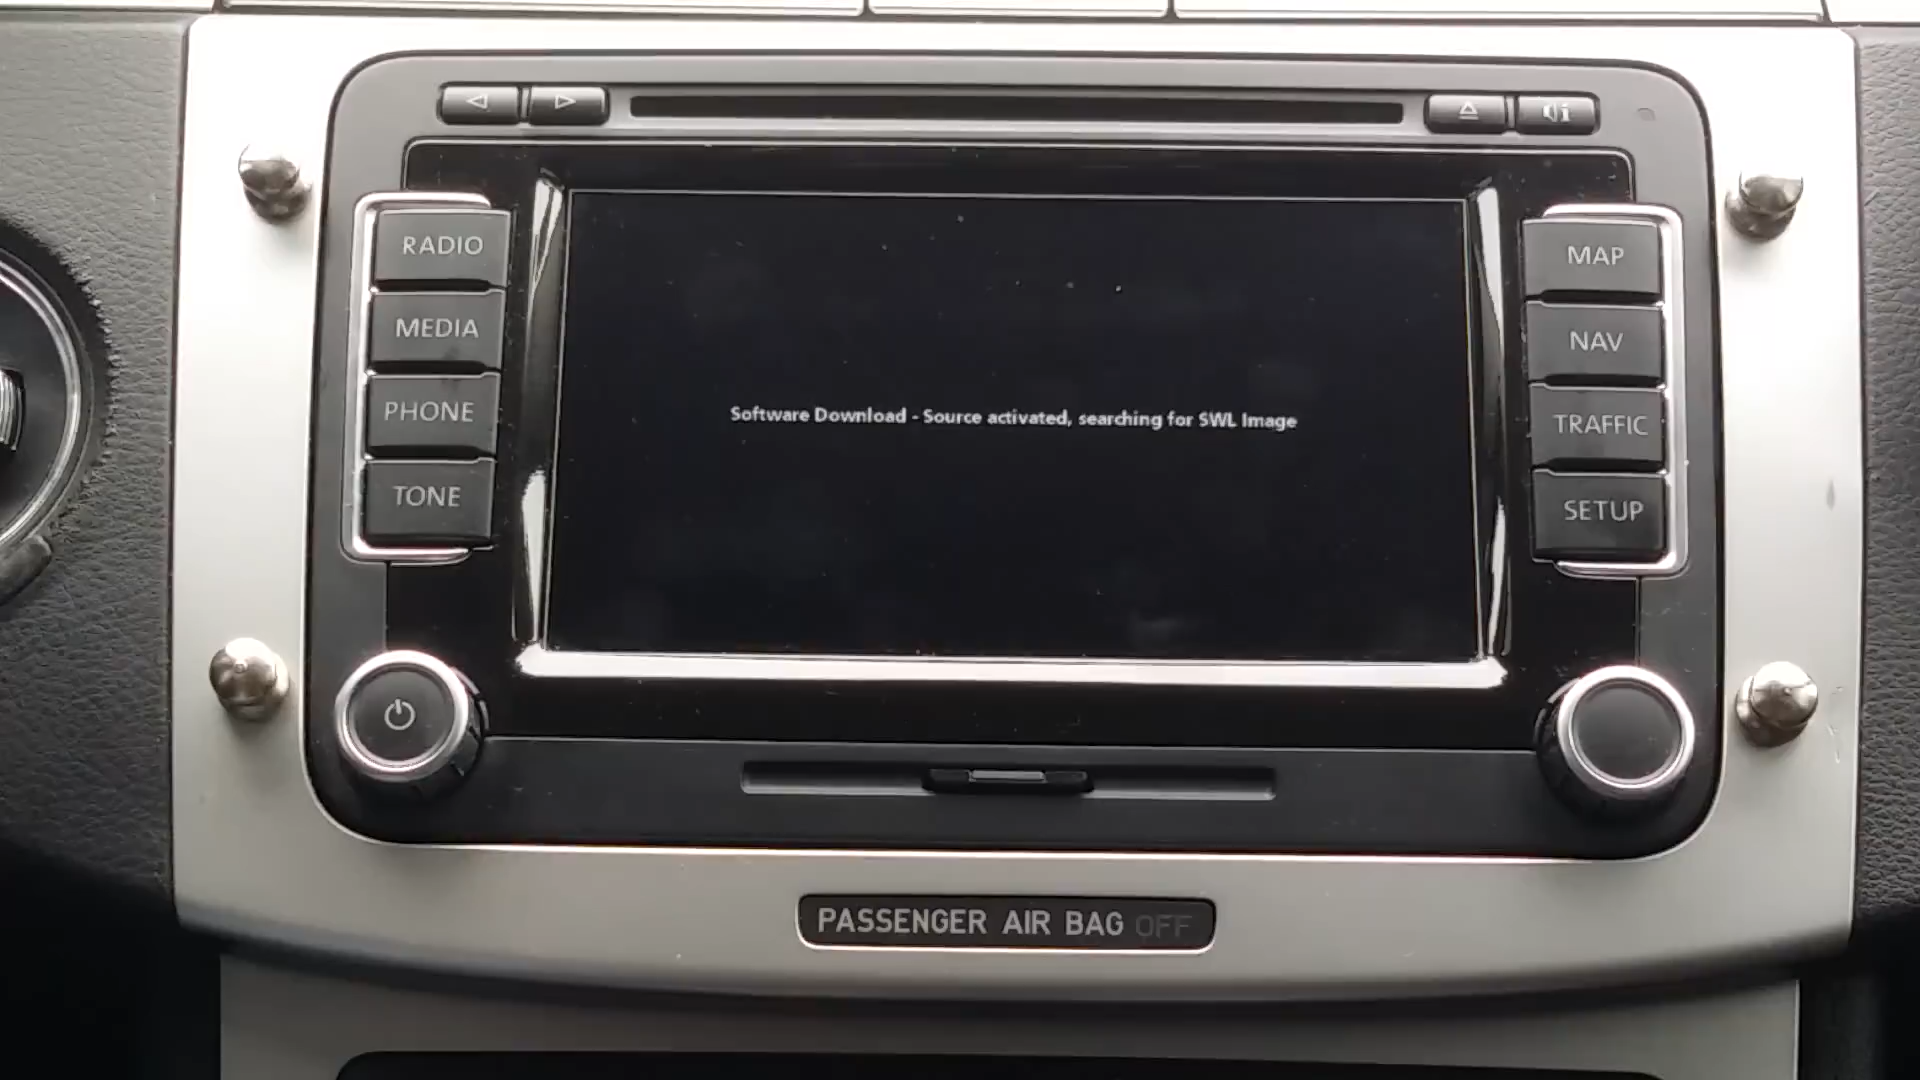 RADIO
MEDIA
PHONE
TONE
Software Download - Source activated, searching for SWL Image
MAP
NAV
TRAFFIC
SETUP
PASSENGER AIR BAG OFF